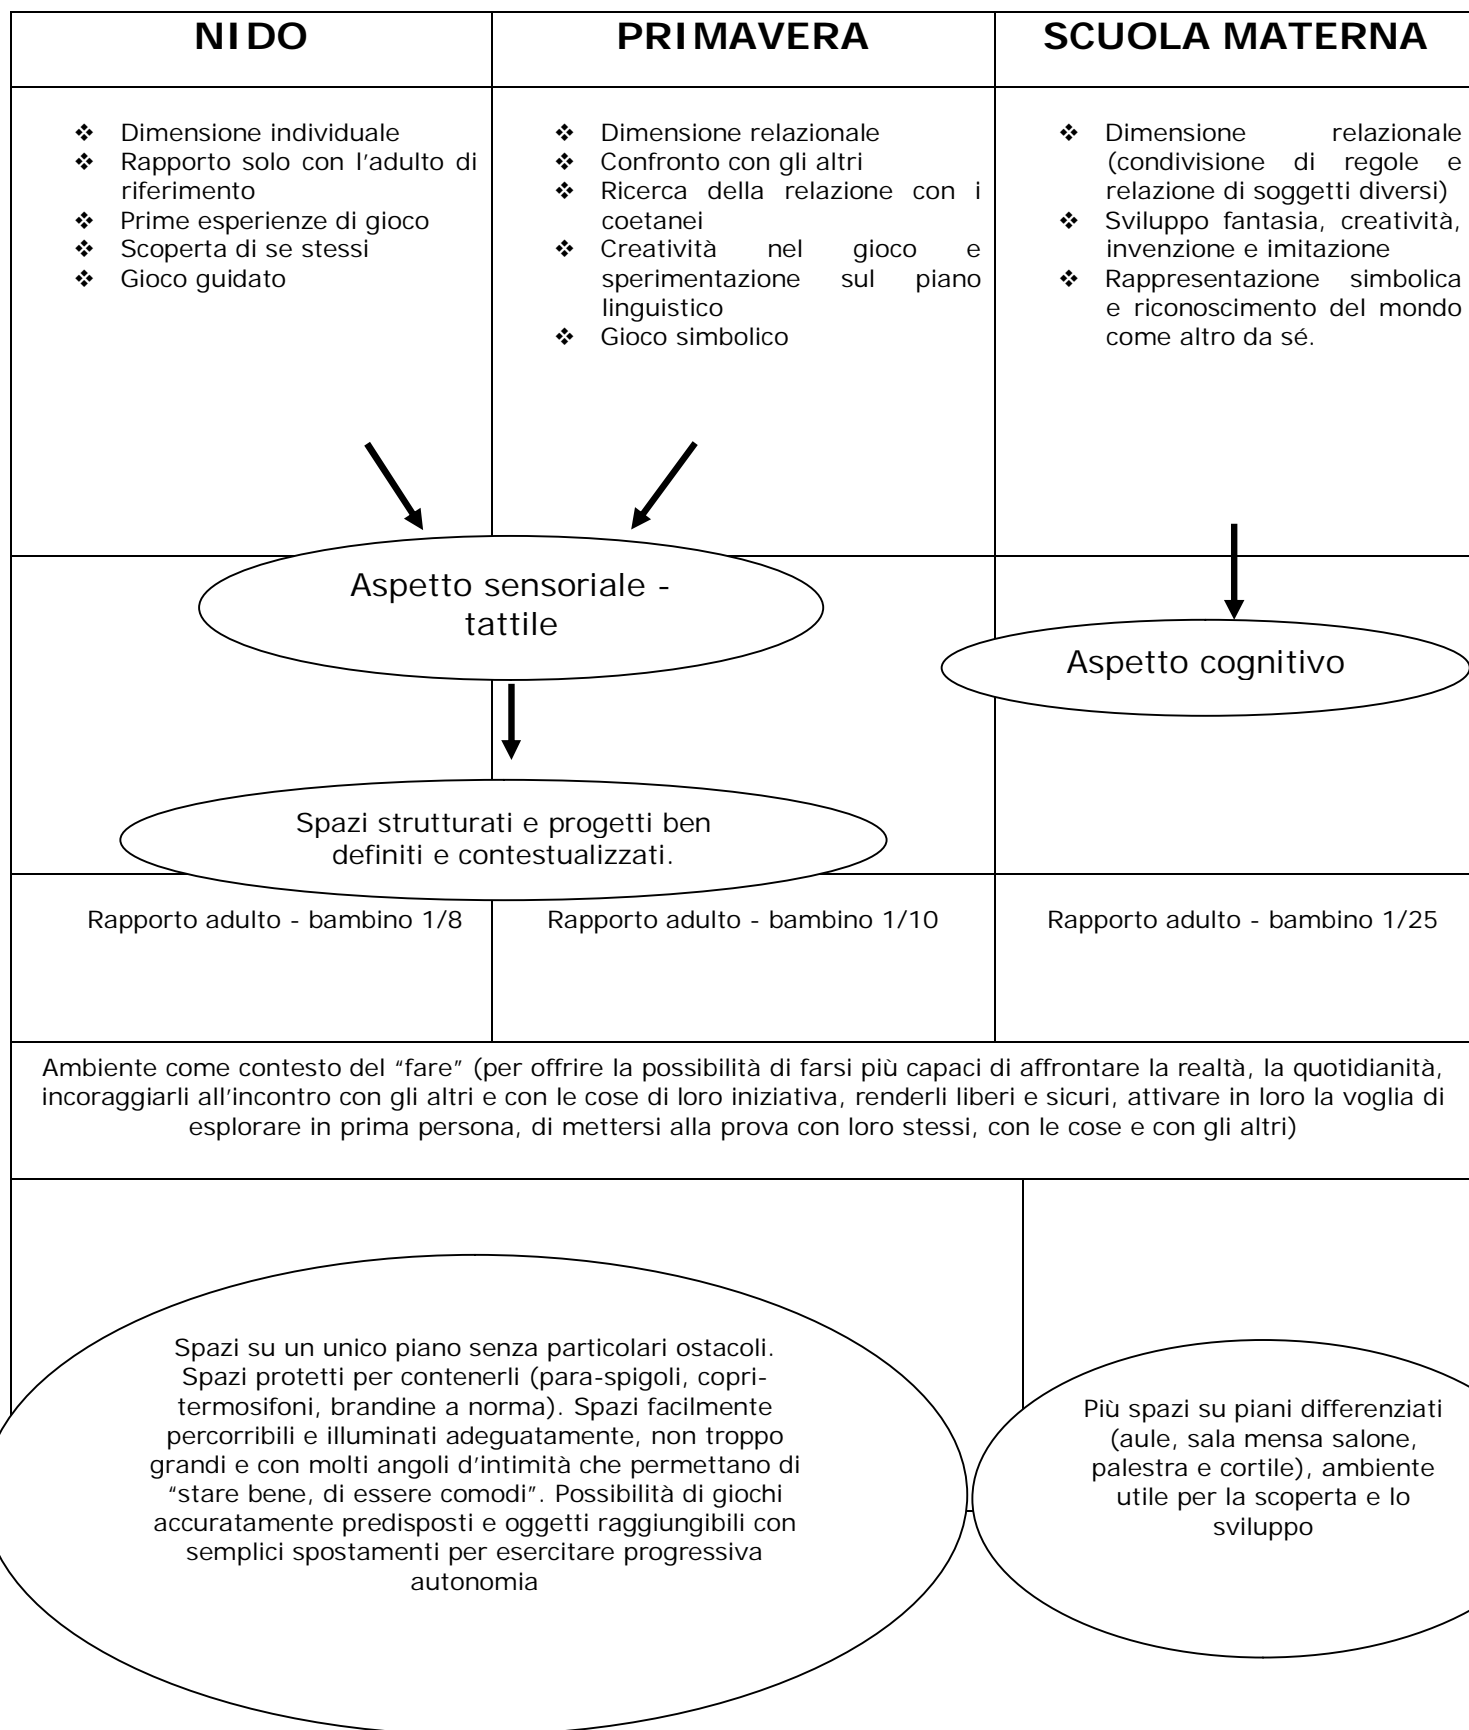 NIDO
PRIMAVERA
SCUOLA MATERNA
❖ Dimensione individuale
❖ Rapporto solo con l'adulto di
riferimento
❖ Prime esperienze di gioco
❖ Scoperta di se stessi
❖ Gioco guidato
❖ Dimensione relazionale
❖ Confronto con gli altri
❖ Ricerca della relazione con i
coetanei
❖ Creatività nel gioco e
sperimentazione sul piano
linguistico
❖ Gioco simbolico
❖ Dimensione relazionale
(condivisione di regole e
relazione di soggetti diversi)
❖ Sviluppo fantasia, creatività,
invenzione e imitazione
❖ Rappresentazione simbolica
e riconoscimento del mondo
come altro da sé.
Aspetto sensoriale -
tattile
Aspetto cognitivo
Spazi strutturati e progetti ben
definiti e contestualizzati.
Rapporto adulto - bambino 1/8
Rapporto adulto - bambino 1/10
Rapporto adulto - bambino 1/25
Ambiente come contesto del “fare” (per offrire la possibilità di farsi più capaci di affrontare la realtà, la quotidianità,
incoraggiarli all'incontro con gli altri e con le cose di loro iniziativa, renderli liberi e sicuri, attivare in loro la voglia di
esplorare in prima persona, di mettersi alla prova con loro stessi, con le cose e con gli altri)
Spazi su un unico piano senza particolari ostacoli.
Spazi protetti per contenerli (para-spigoli, copri-
termosifoni, brandine a norma). Spazi facilmente
percorribili e illuminati adeguatamente, non troppo
grandi e con molti angoli d'intimità che permettano di
“stare bene, di essere comodi”. Possibilità di giochi
accuratamente predisposti e oggetti raggiungibili con
semplici spostamenti per esercitare progressiva
autonomia
Più spazi su piani differenziati
(aule, sala mensa salone,
palestra e cortile), ambiente
utile per la scoperta e lo
sviluppo